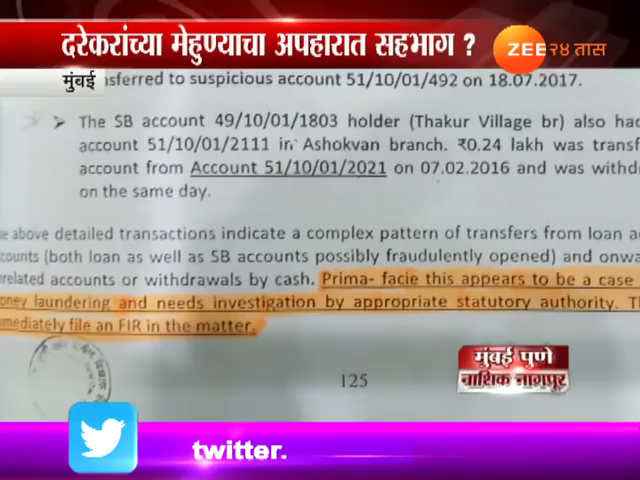 दरेकरांच्या मेहुण्याचा अपहारात सहभाग ?
ZEE २४ तास
मुंबई
sferred to suspicious account 51/10/01/492 on 18.07.2017.
➢ The SB account 49/10/01/1803 holder (Thakur Village br) also had
account 51/10/01/2111 in Ashokvan branch. ₹0.24 lakh was transf
account from Account 51/10/01/2021 on 07.02.2016 and was withd
on the same day.
e above detailed transactions indicate a complex pattern of transfers from loan a
counts (both loan as well as SB accounts possibly fraudulently opened) and onwa
related accounts or withdrawals by cash. Prima- facie this appears to be a case
oney laundering and needs investigation by appropriate statutory authority. Th
mmediately file an FIR in the matter.
125
मुंबई पुणे
नाशिक नागपूर
twitter.